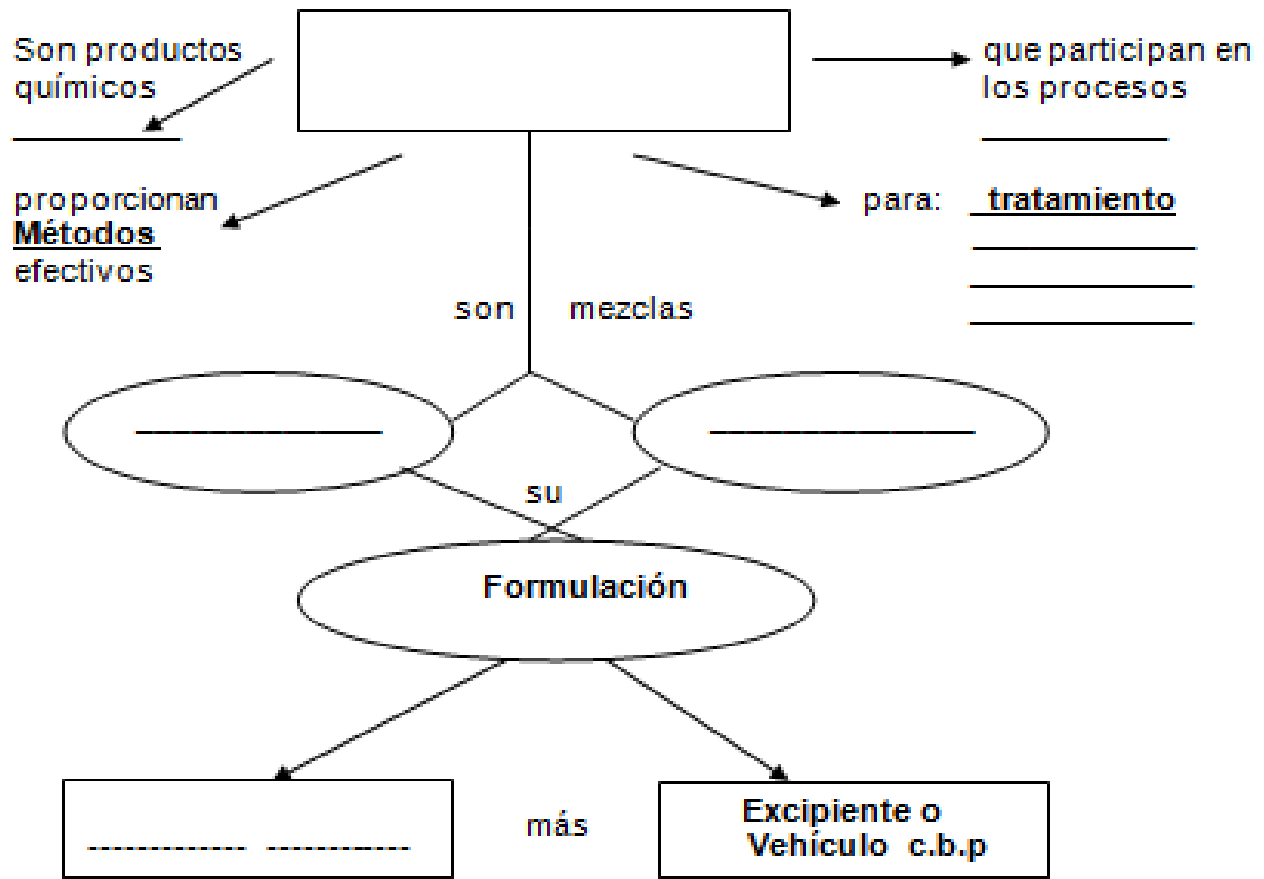 Son productos
químicos
que participan en
los procesos
proporcionan
Métodos
efectivos
para: tratamiento
son mezclas
su
Formulación
más
Excipiente o
Vehículo c.b.p